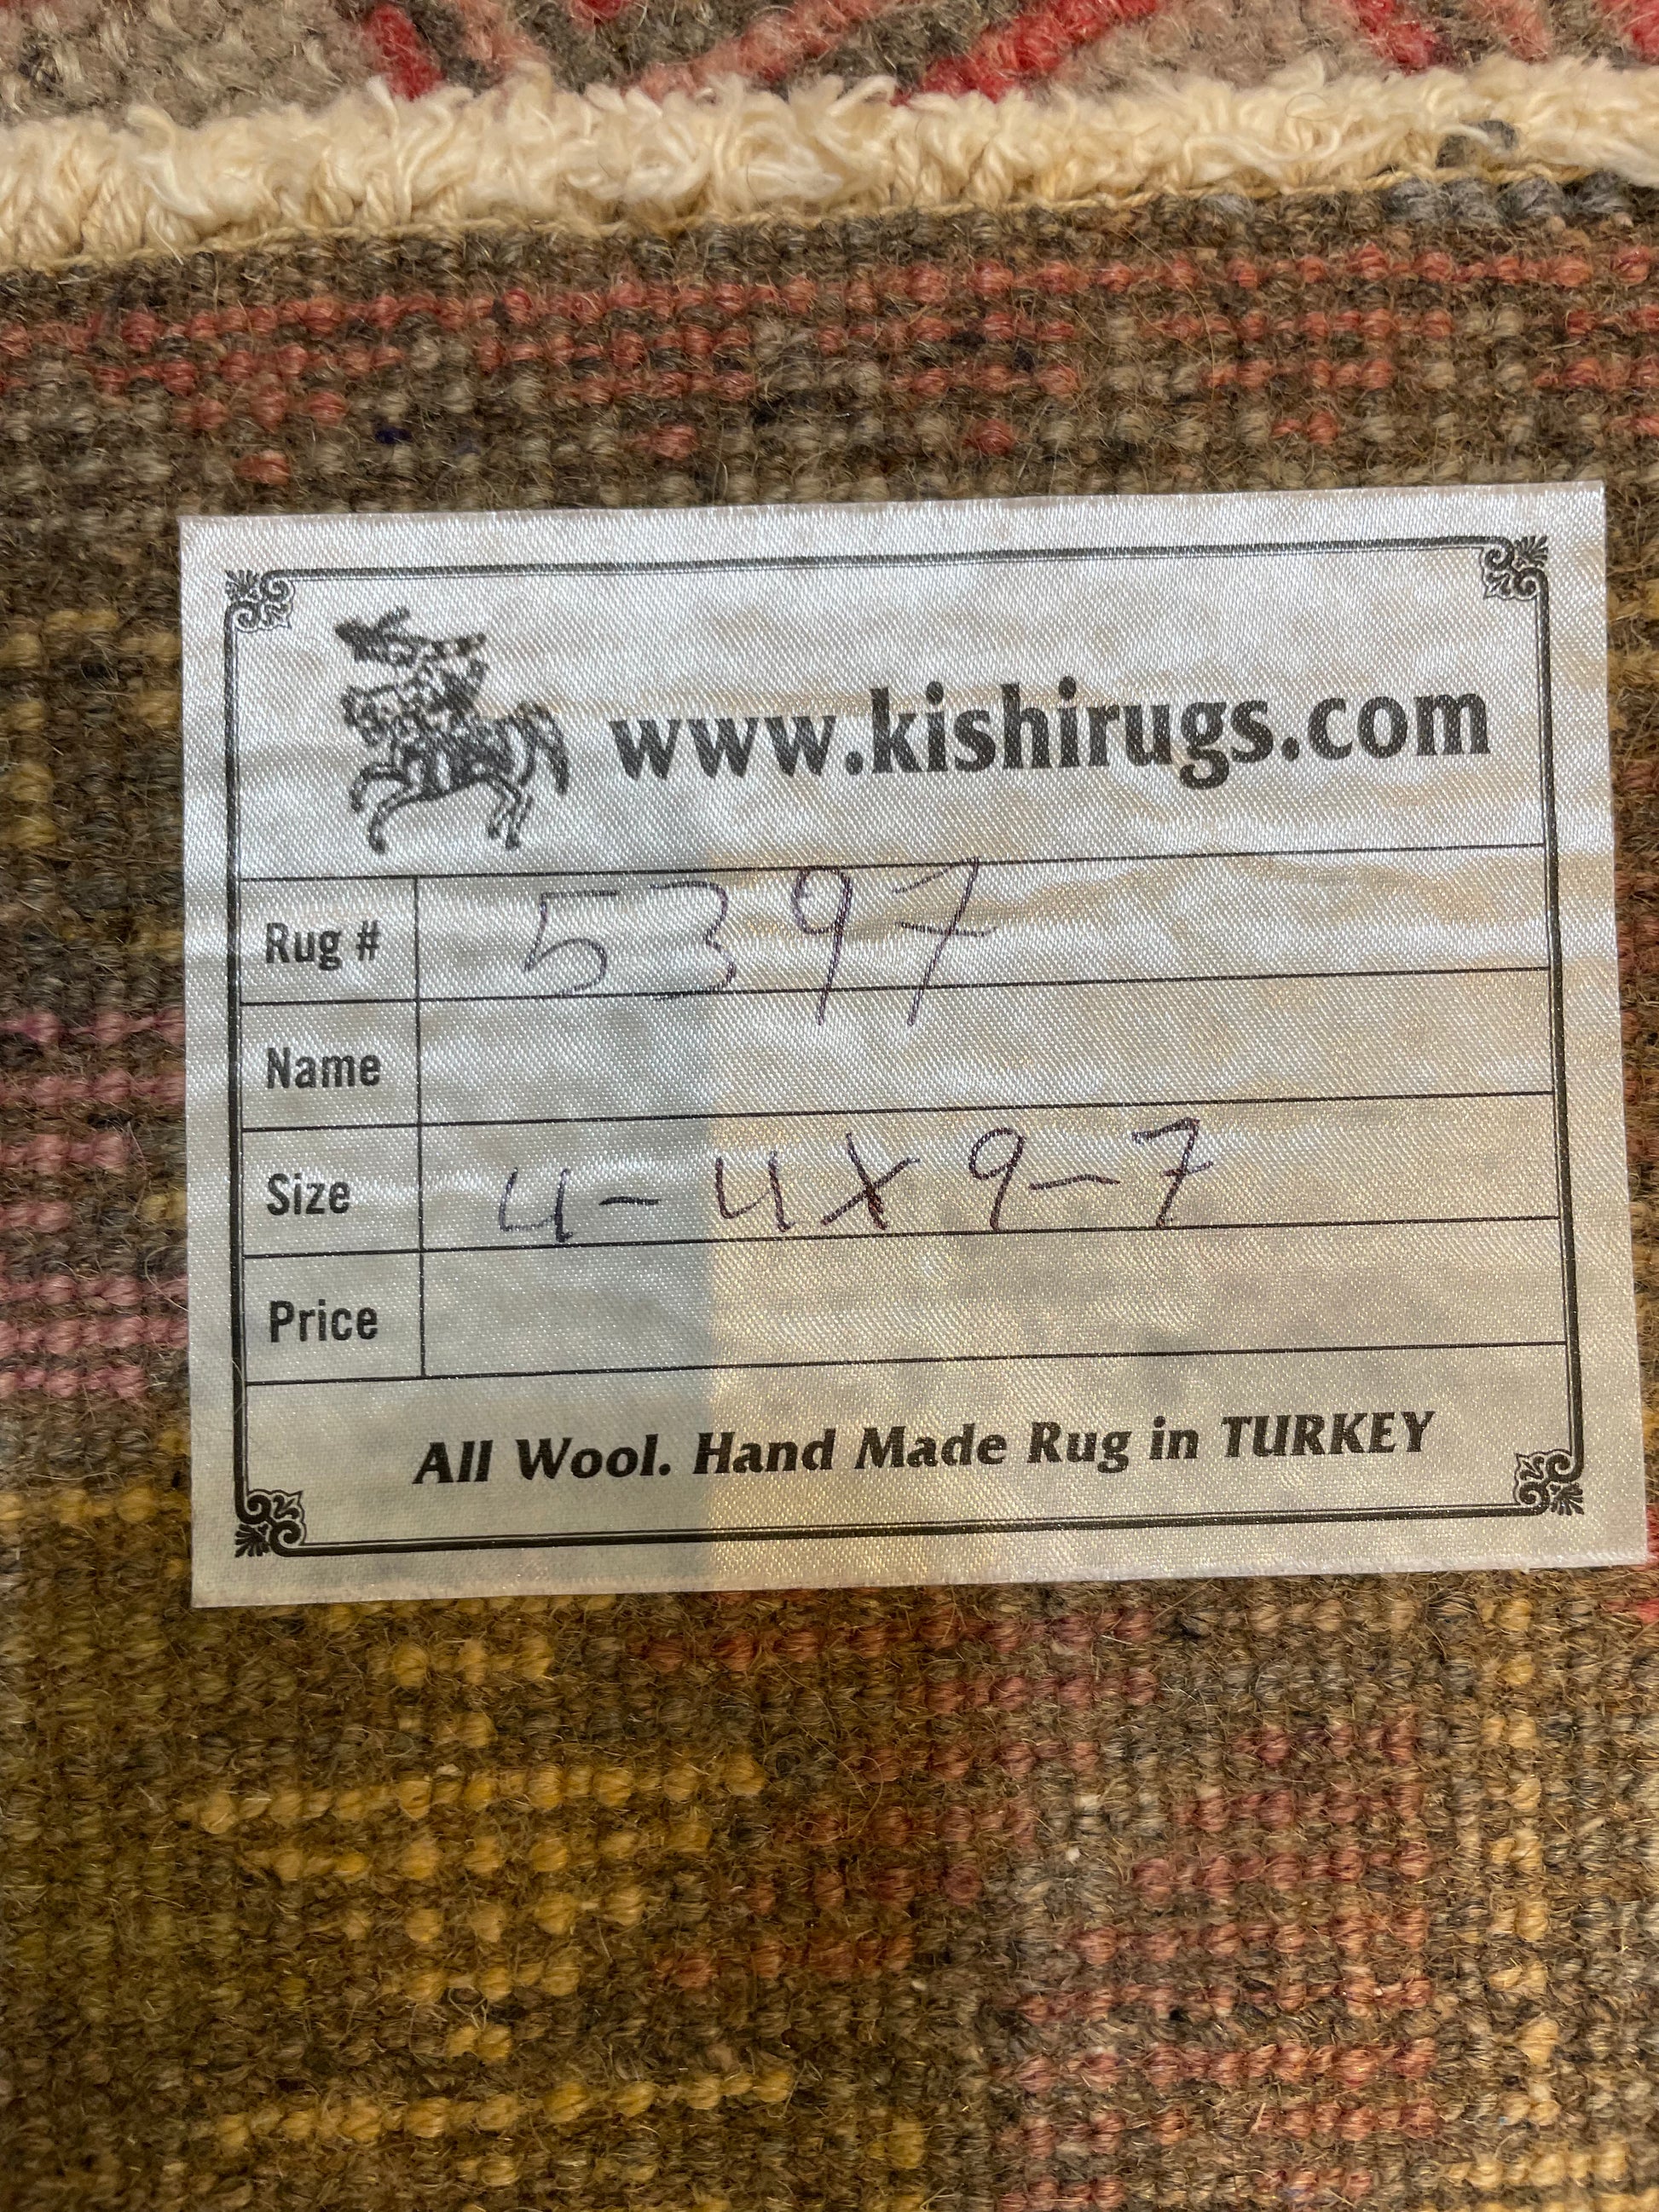 www.kishirugs.com
Rug # 5397
Name
Size 4-4x9-7
Price
All Wool. Hand Made Rug in TURKEY